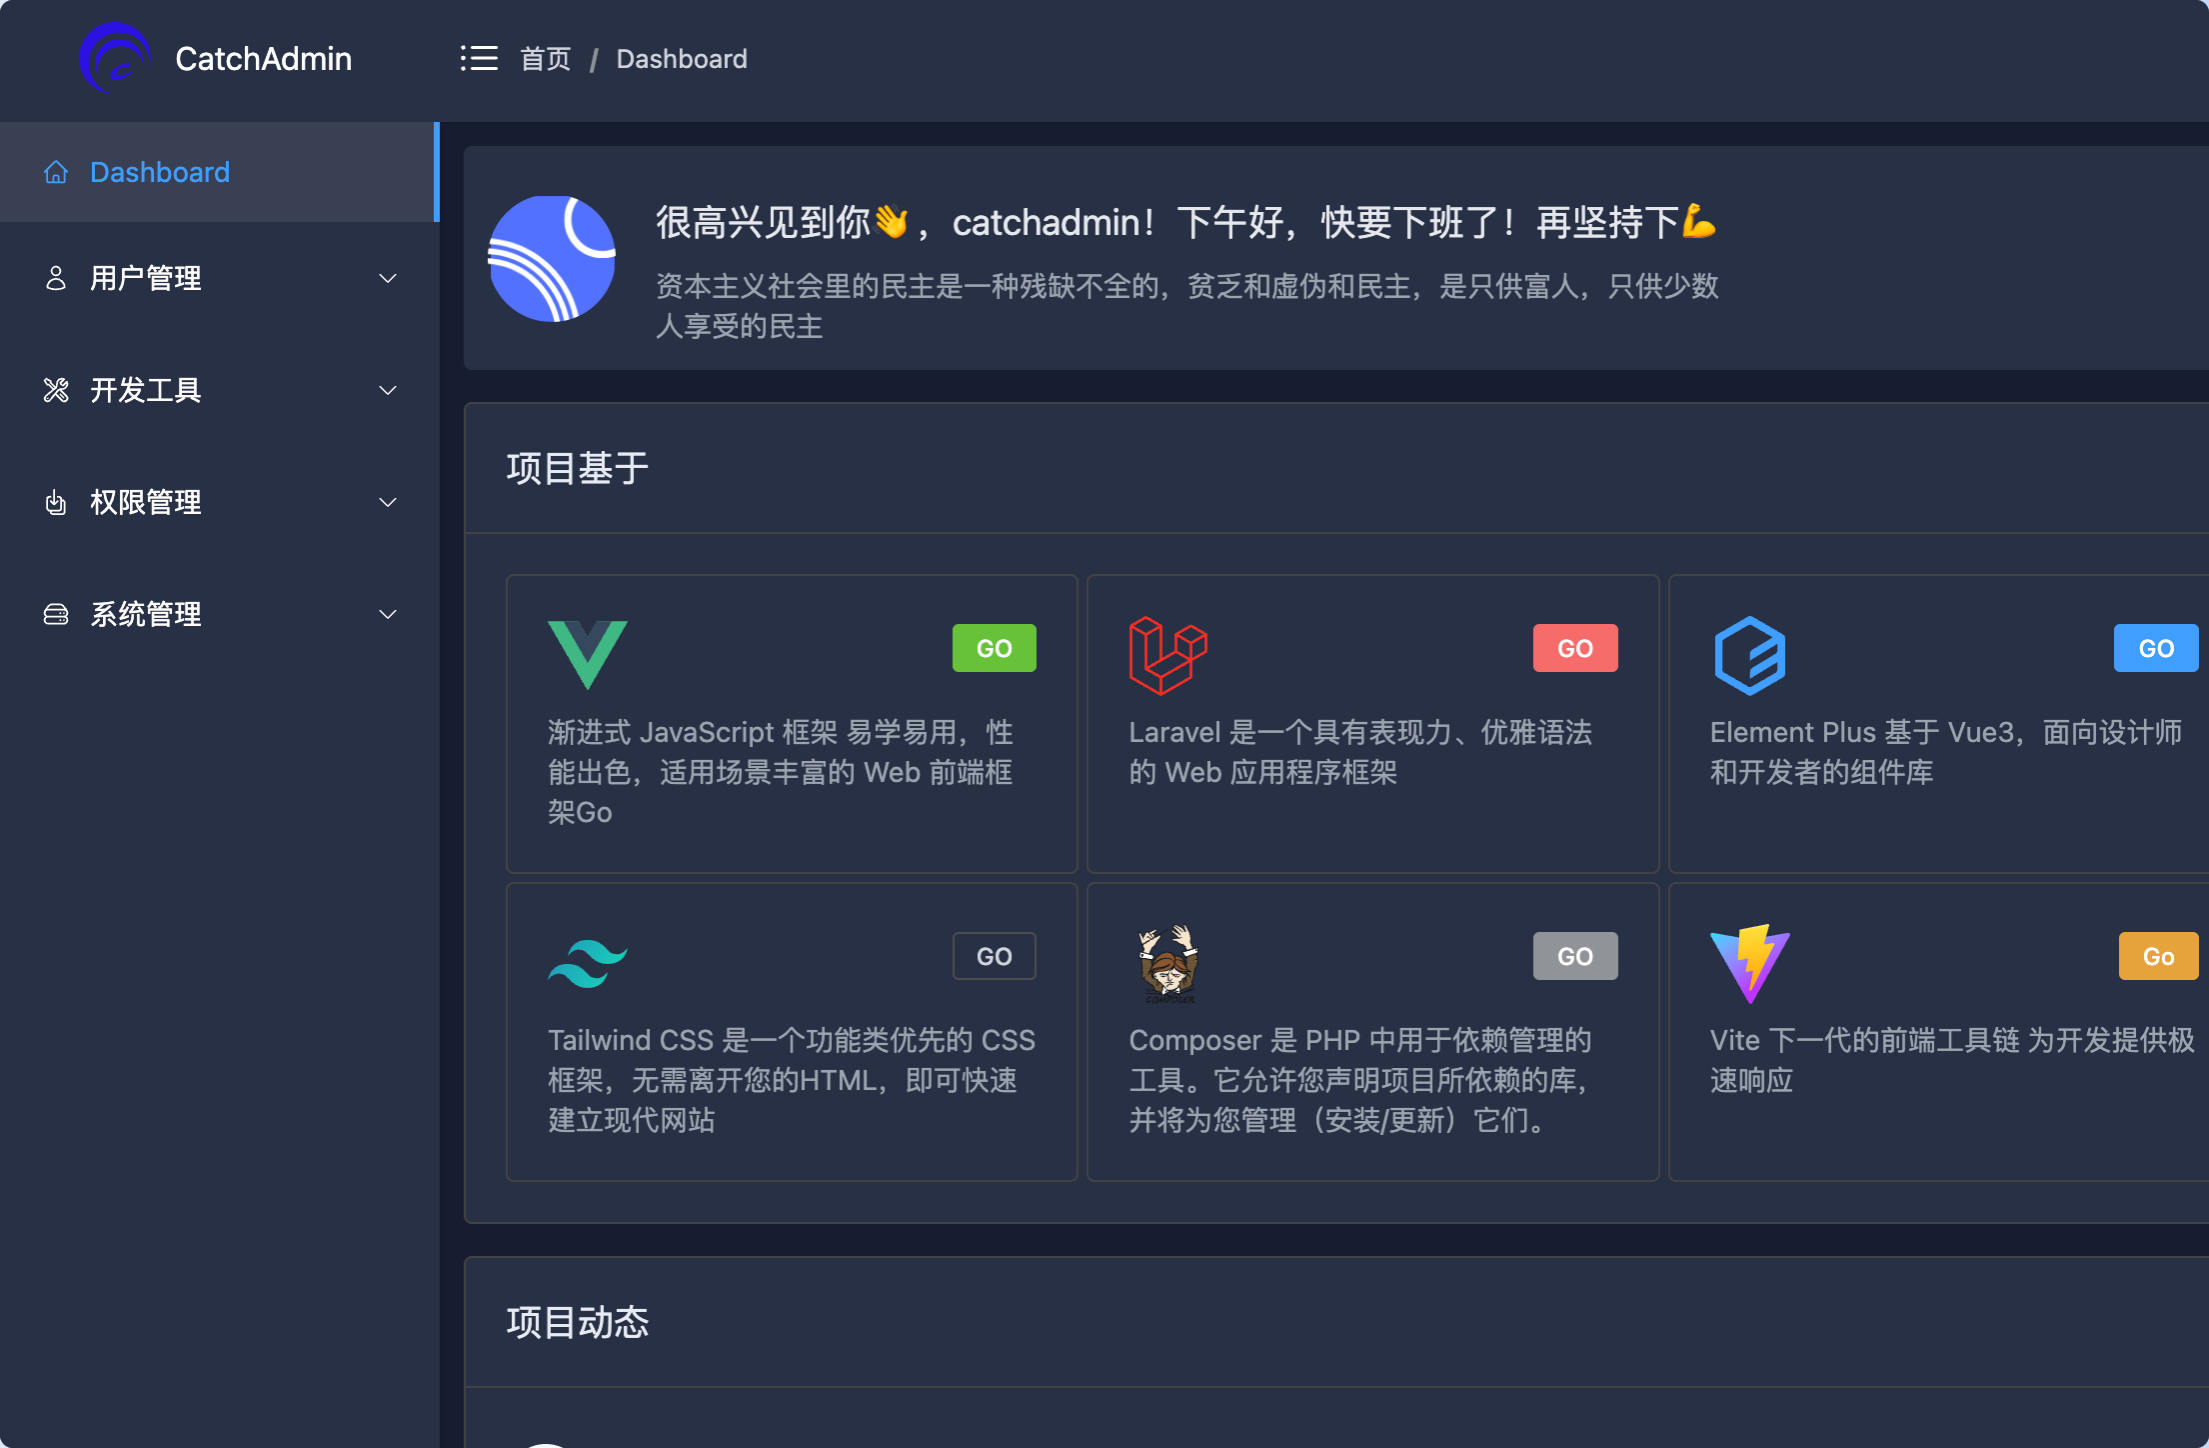 CatchAdmin
首页 / Dashboard
Dashboard
用户管理
开发工具
权限管理
系统管理
很高兴见到你👋，catchadmin！下午好，快要下班了！再坚持下💪
资本主义社会里的民主是一种残缺不全的，贫乏和虚伪和民主，是只供富人，只供少数
人享受的民主
项目基于
GO
渐进式 JavaScript 框架 易学易用，性
能出色，适用场景丰富的 Web 前端框
架Go
GO
Laravel 是一个具有表现力、优雅语法
的 Web 应用程序框架
GO
Element Plus 基于 Vue3，面向设计师
和开发者的组件库
GO
Tailwind CSS 是一个功能类优先的 CSS
框架，无需离开您的HTML，即可快速
建立现代网站
COMPOSER
GO
Composer 是 PHP 中用于依赖管理的
工具。它允许您声明项目所依赖的库，
并将为您管理（安装/更新）它们。
Go
Vite 下一代的前端工具链 为开发提供极
速响应
项目动态